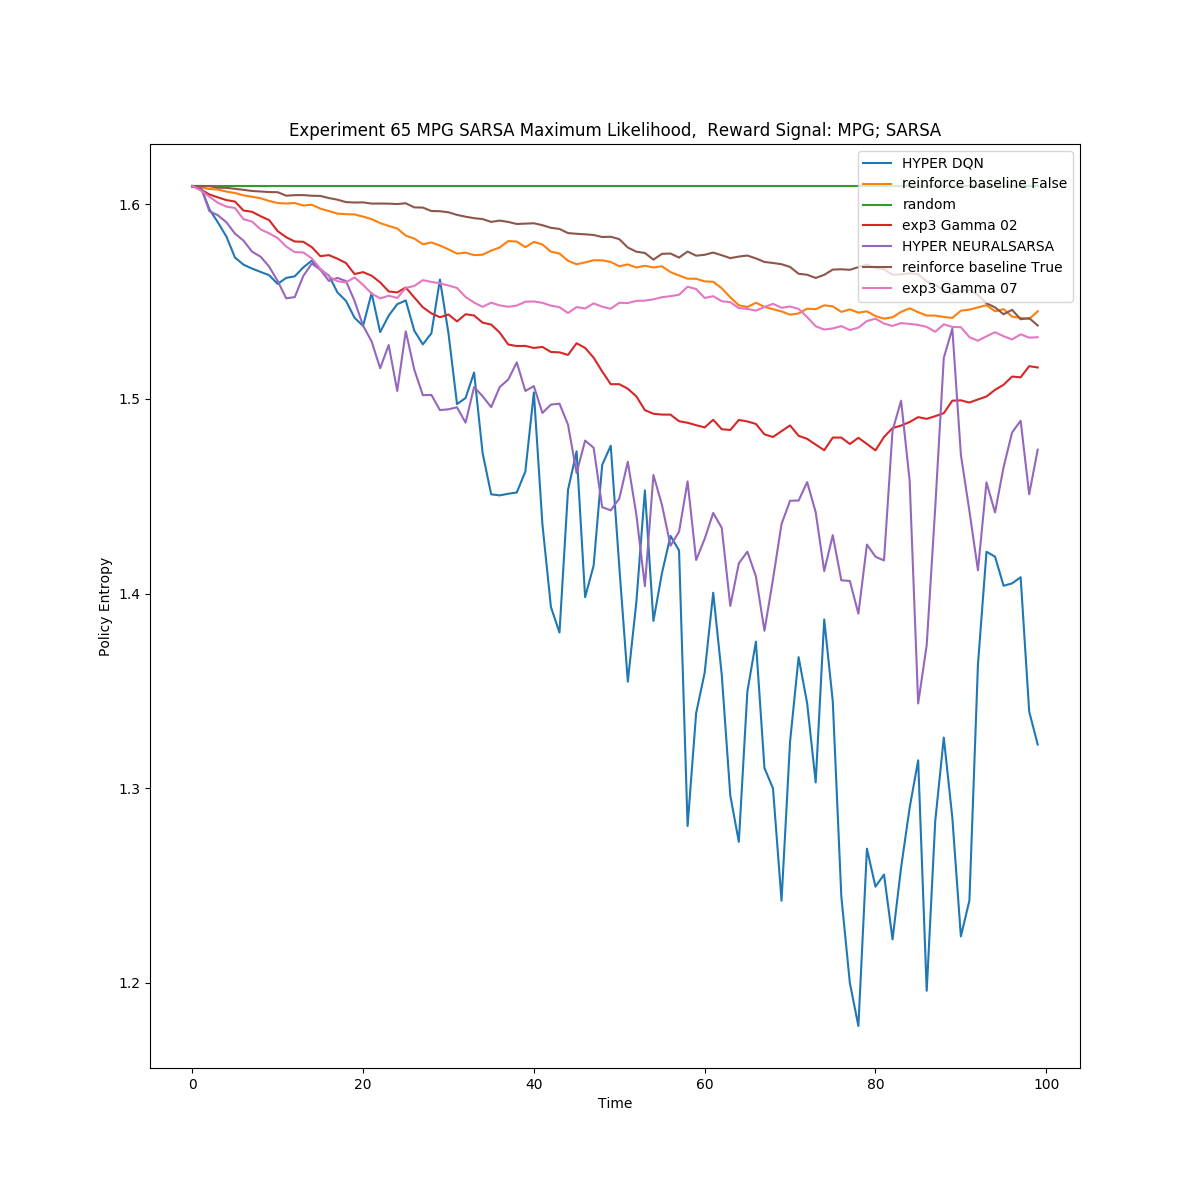 Experiment 65 MPG SARSA Maximum Likelihood,  Reward Signal: MPG; SARSA
HYPER DQN
reinforce baseline False
random
exp3 Gamma 02
HYPER NEURALSARSA
reinforce baseline True
exp3 Gamma 07
Policy Entropy
1.6
1.5
1.4
1.3
1.2
0 20 40 60 80 100
Time